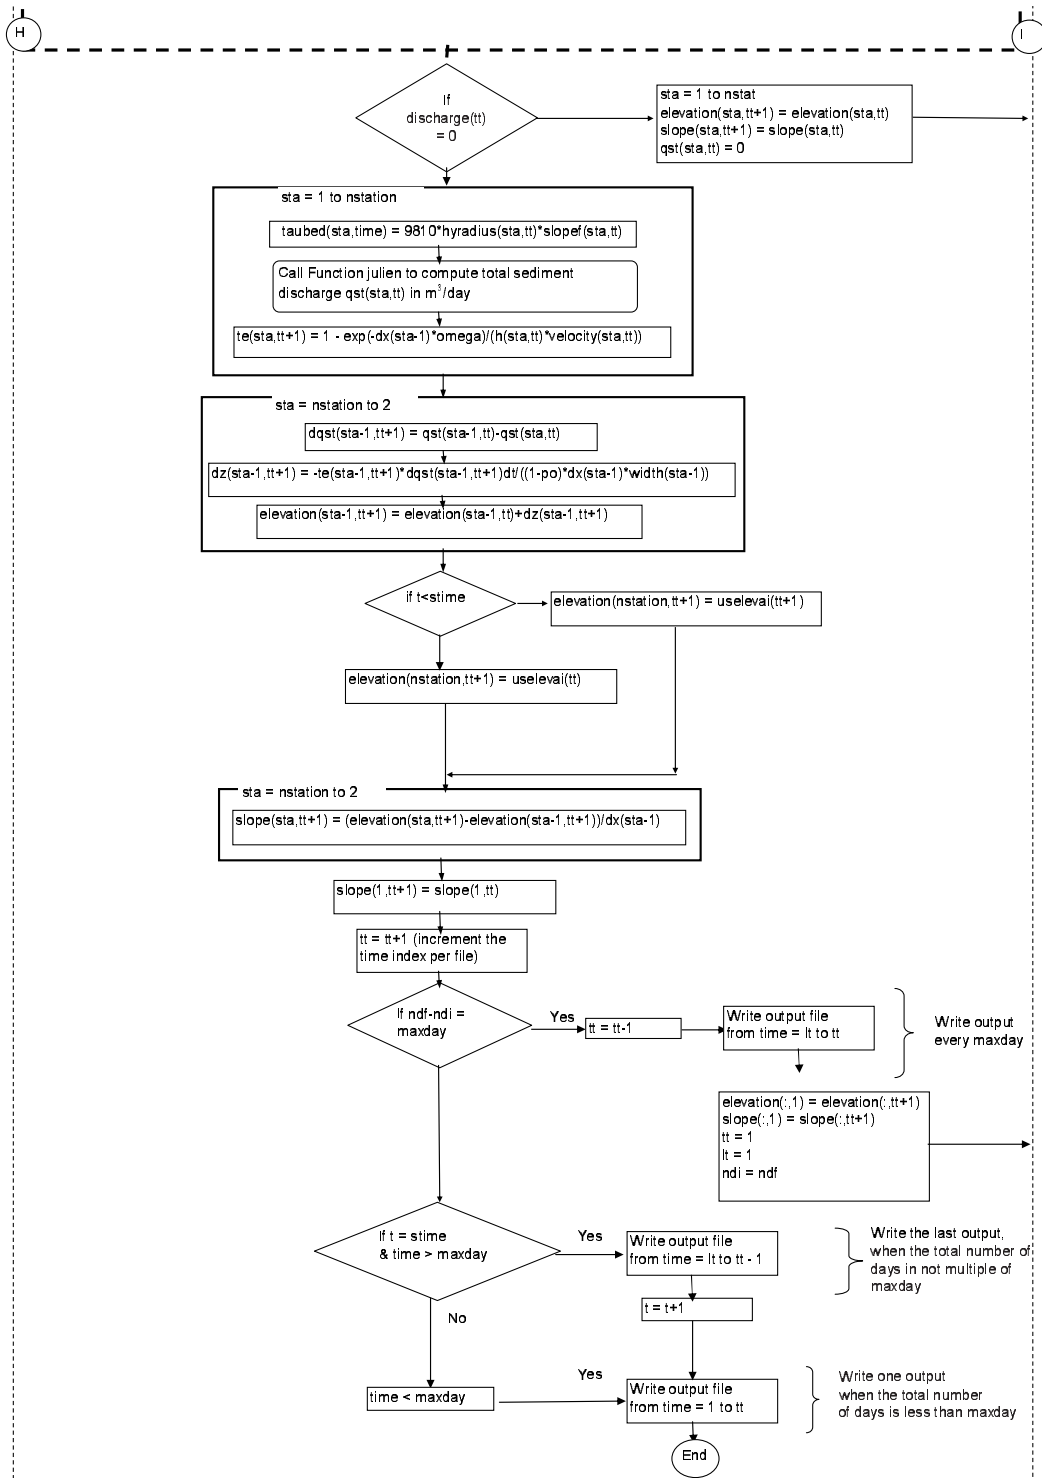 H
I
If
discharge(tt)
= 0
sta = 1 to nstat
elevation(sta,tt+1) = elevation(sta,tt)
slope(sta,tt+1) = slope(sta,tt)
qst(sta,tt) = 0
sta = 1 to nstation
taubed(sta,time) = 9810*hyradius(sta,tt)*slopef(sta,tt)
Call Function julien to compute total sediment
discharge qst(sta,tt) in m³/day
te(sta,tt+1) = 1 - exp(-dx(sta-1)*omega)/(h(sta,tt)*velocity(sta,tt))
sta = nstation to 2
dqst(sta-1,tt+1) = qst(sta-1,tt)-qst(sta,tt)
dz(sta-1,tt+1) = -te(sta-1,tt+1)*dqst(sta-1,tt+1)dt/((1-po)*dx(sta-1)*width(sta-1))
elevation(sta-1,tt+1) = elevation(sta-1,tt)+dz(sta-1,tt+1)
if t<stime
elevation(nstation,tt+1) = uselevai(tt+1)
elevation(nstation,tt+1) = uselevai(tt)
sta = nstation to 2
slope(sta,tt+1) = (elevation(sta,tt+1)-elevation(sta-1,tt+1))/dx(sta-1)
slope(1,tt+1) = slope(1,tt)
tt = tt+1 (increment the
time index per file)
If ndf-ndi =
maxday
Yes
tt = tt-1
Write output file
from time = lt to tt
Write output
every maxday
elevation(:,1) = elevation(:,tt+1)
slope(:,1) = slope(:,tt+1)
tt = 1
lt = 1
ndi = ndf
If t = stime
& time > maxday
Yes
Write output file
from time = lt to tt - 1
Write the last output,
when the total number of
days in not multiple of
maxday
t = t+1
No
time < maxday
Yes
Write output file
from time = 1 to tt
Write one output
when the total number
of days is less than maxday
End